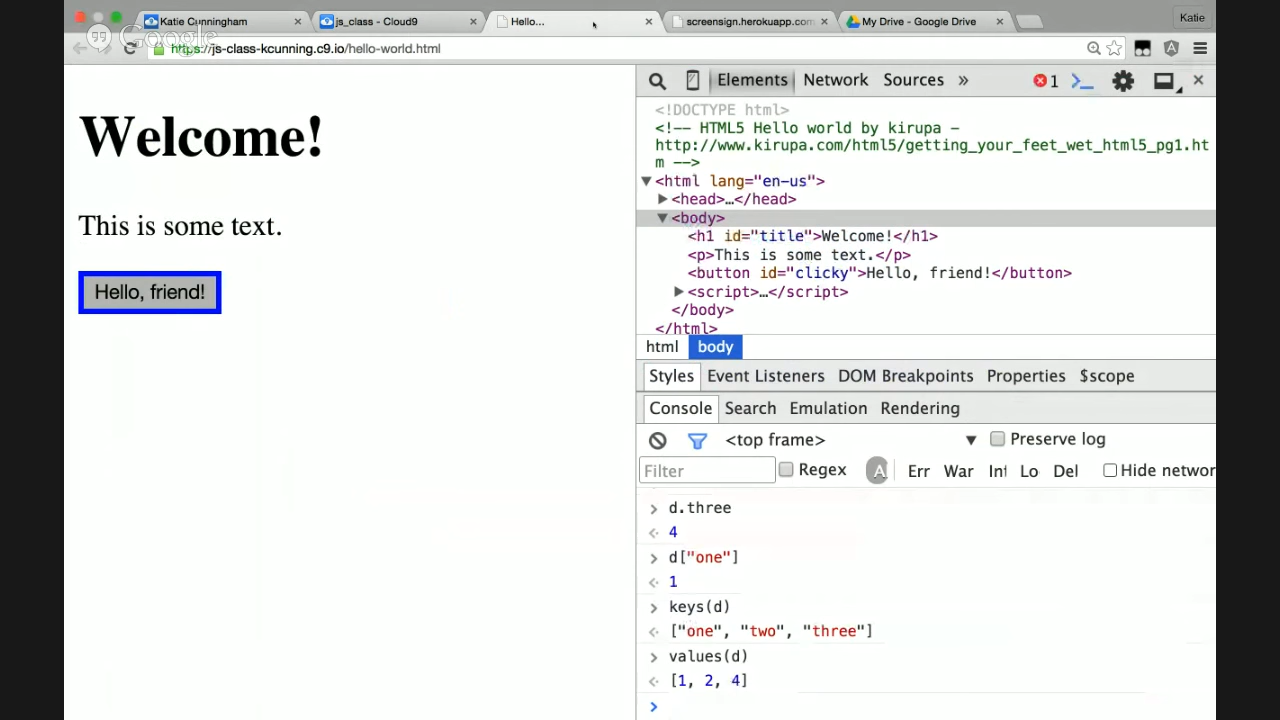 Katie Cunningham
js_class - Cloud9
Hello...
screensign.herokuapp.com
My Drive - Google Drive
Katie
Google
https://js-class-kcunning.c9.io/hello-world.html
Welcome!
This is some text.
Hello, friend!
Elements Network Sources » 1
<!DOCTYPE html>
<!-- HTML5 Hello world by kirupa -
http://www.kirupa.com/html5/getting_your_feet_wet_html5_pg1.ht
m -->
<html lang="en-us">
<head>…</head>
<body>
<h1 id="title">Welcome!</h1>
<p>This is some text.</p>
<button id="clicky">Hello, friend!</button>
<script>…</script>
</body>
</html>
html body
Styles Event Listeners DOM Breakpoints Properties $scope
Console Search Emulation Rendering
<top frame> Preserve log
Filter Regex A Err War Inf Lo Del Hide networ
d.three
4
d["one"]
1
keys(d)
["one", "two", "three"]
values(d)
[1, 2, 4]